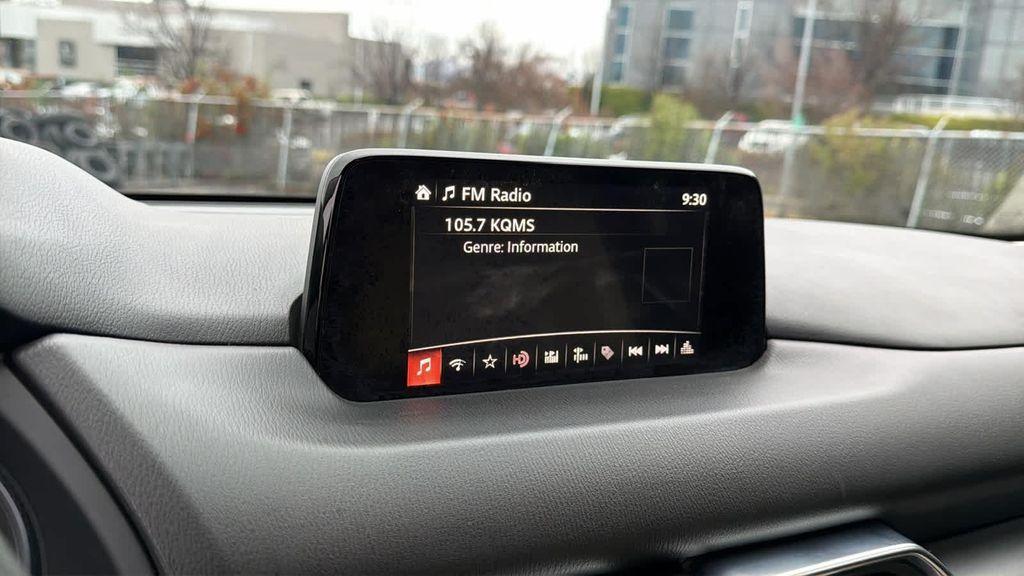 FM Radio
9:30
105.7 KQMS
Genre: Information